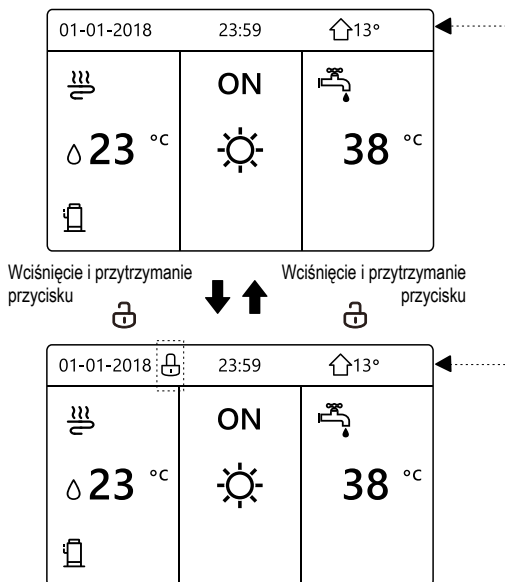 01-01-2018 23:59 13°
ON
23 °C 38 °C
Wciśnięcie i przytrzymanie przycisku
Wciśnięcie i przytrzymanie przycisku
01-01-2018 23:59 13°
ON
23 °C 38 °C